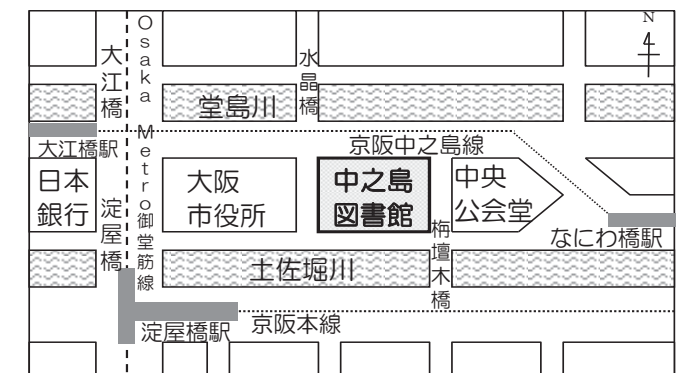 N
大江橋
Osaka Metro御堂筋線
水晶橋
堂島川
大江橋駅
京阪中之島線
日本
銀行
大阪
市役所
中之島
図書館
中央
公会堂
淀屋橋
栴檀木橋
なにわ橋駅
土佐堀川
淀屋橋駅
京阪本線